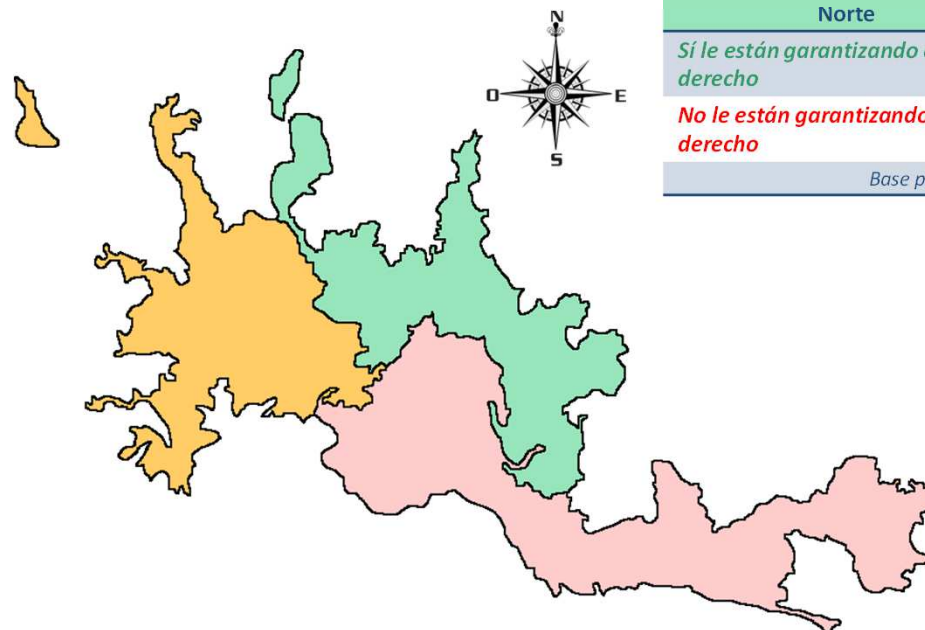 N
O
E
S
Norte
Sí le están garantizando
derecho
No le están garantizando
derecho
Base